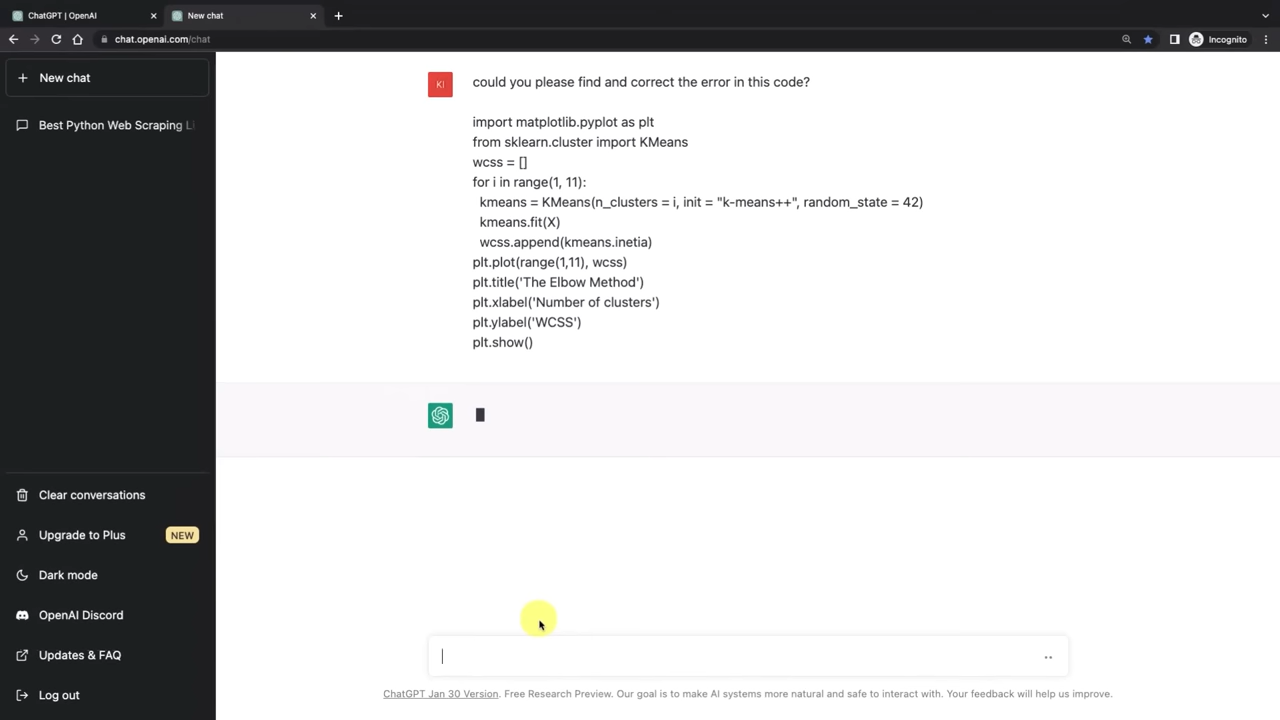 ChatGPT | OpenAI
New chat
chat.openai.com/chat
Incognito
New chat
Best Python Web Scraping Li
Clear conversations
Upgrade to Plus NEW
Dark mode
OpenAI Discord
Updates & FAQ
Log out
KI
could you please find and correct the error in this code?
import matplotlib.pyplot as plt
from sklearn.cluster import KMeans
wcss = []
for i in range(1, 11):
kmeans = KMeans(n_clusters = i, init = "k-means++", random_state = 42)
kmeans.fit(X)
wcss.append(kmeans.inetia)
plt.plot(range(1,11), wcss)
plt.title('The Elbow Method')
plt.xlabel('Number of clusters')
plt.ylabel('WCSS')
plt.show()
ChatGPT Jan 30 Version. Free Research Preview. Our goal is to make AI systems more natural and safe to interact with. Your feedback will help us improve.